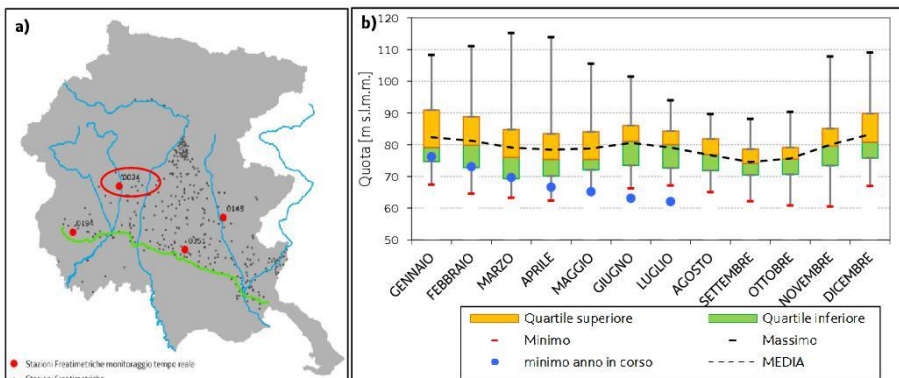 a)
0024
0194
0351
Stazioni Freatimetriche monitoraggio tempo reale
Stazioni Freatimetriche
b)
Quota [m s.l.m.m.]
120
110
100
90
80
70
60
50
GENNAIO
FEBBRAIO
MARZO
APRILE
MAGGIO
GIUGNO
LUGLIO
AGOSTO
SETTEMBRE
OTTOBRE
NOVEMBRE
DICEMBRE
Quartile superiore
Quartile inferiore
Minimo
Massimo
minimo anno in corso
MEDIA